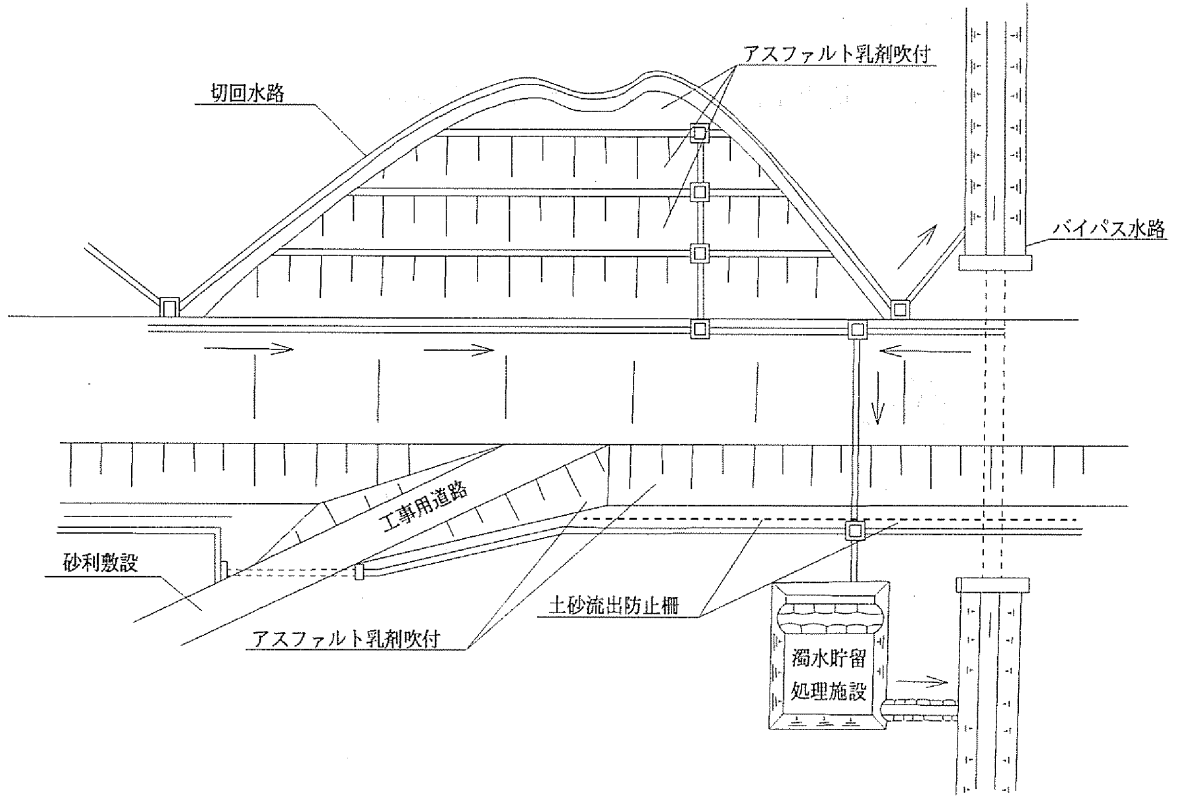 アスファルト乳剤吹付
切回水路
バイパス水路
工事用道路
砂利敷設
土砂流出防止柵
アスファルト乳剤吹付
濁水貯留
処理施設